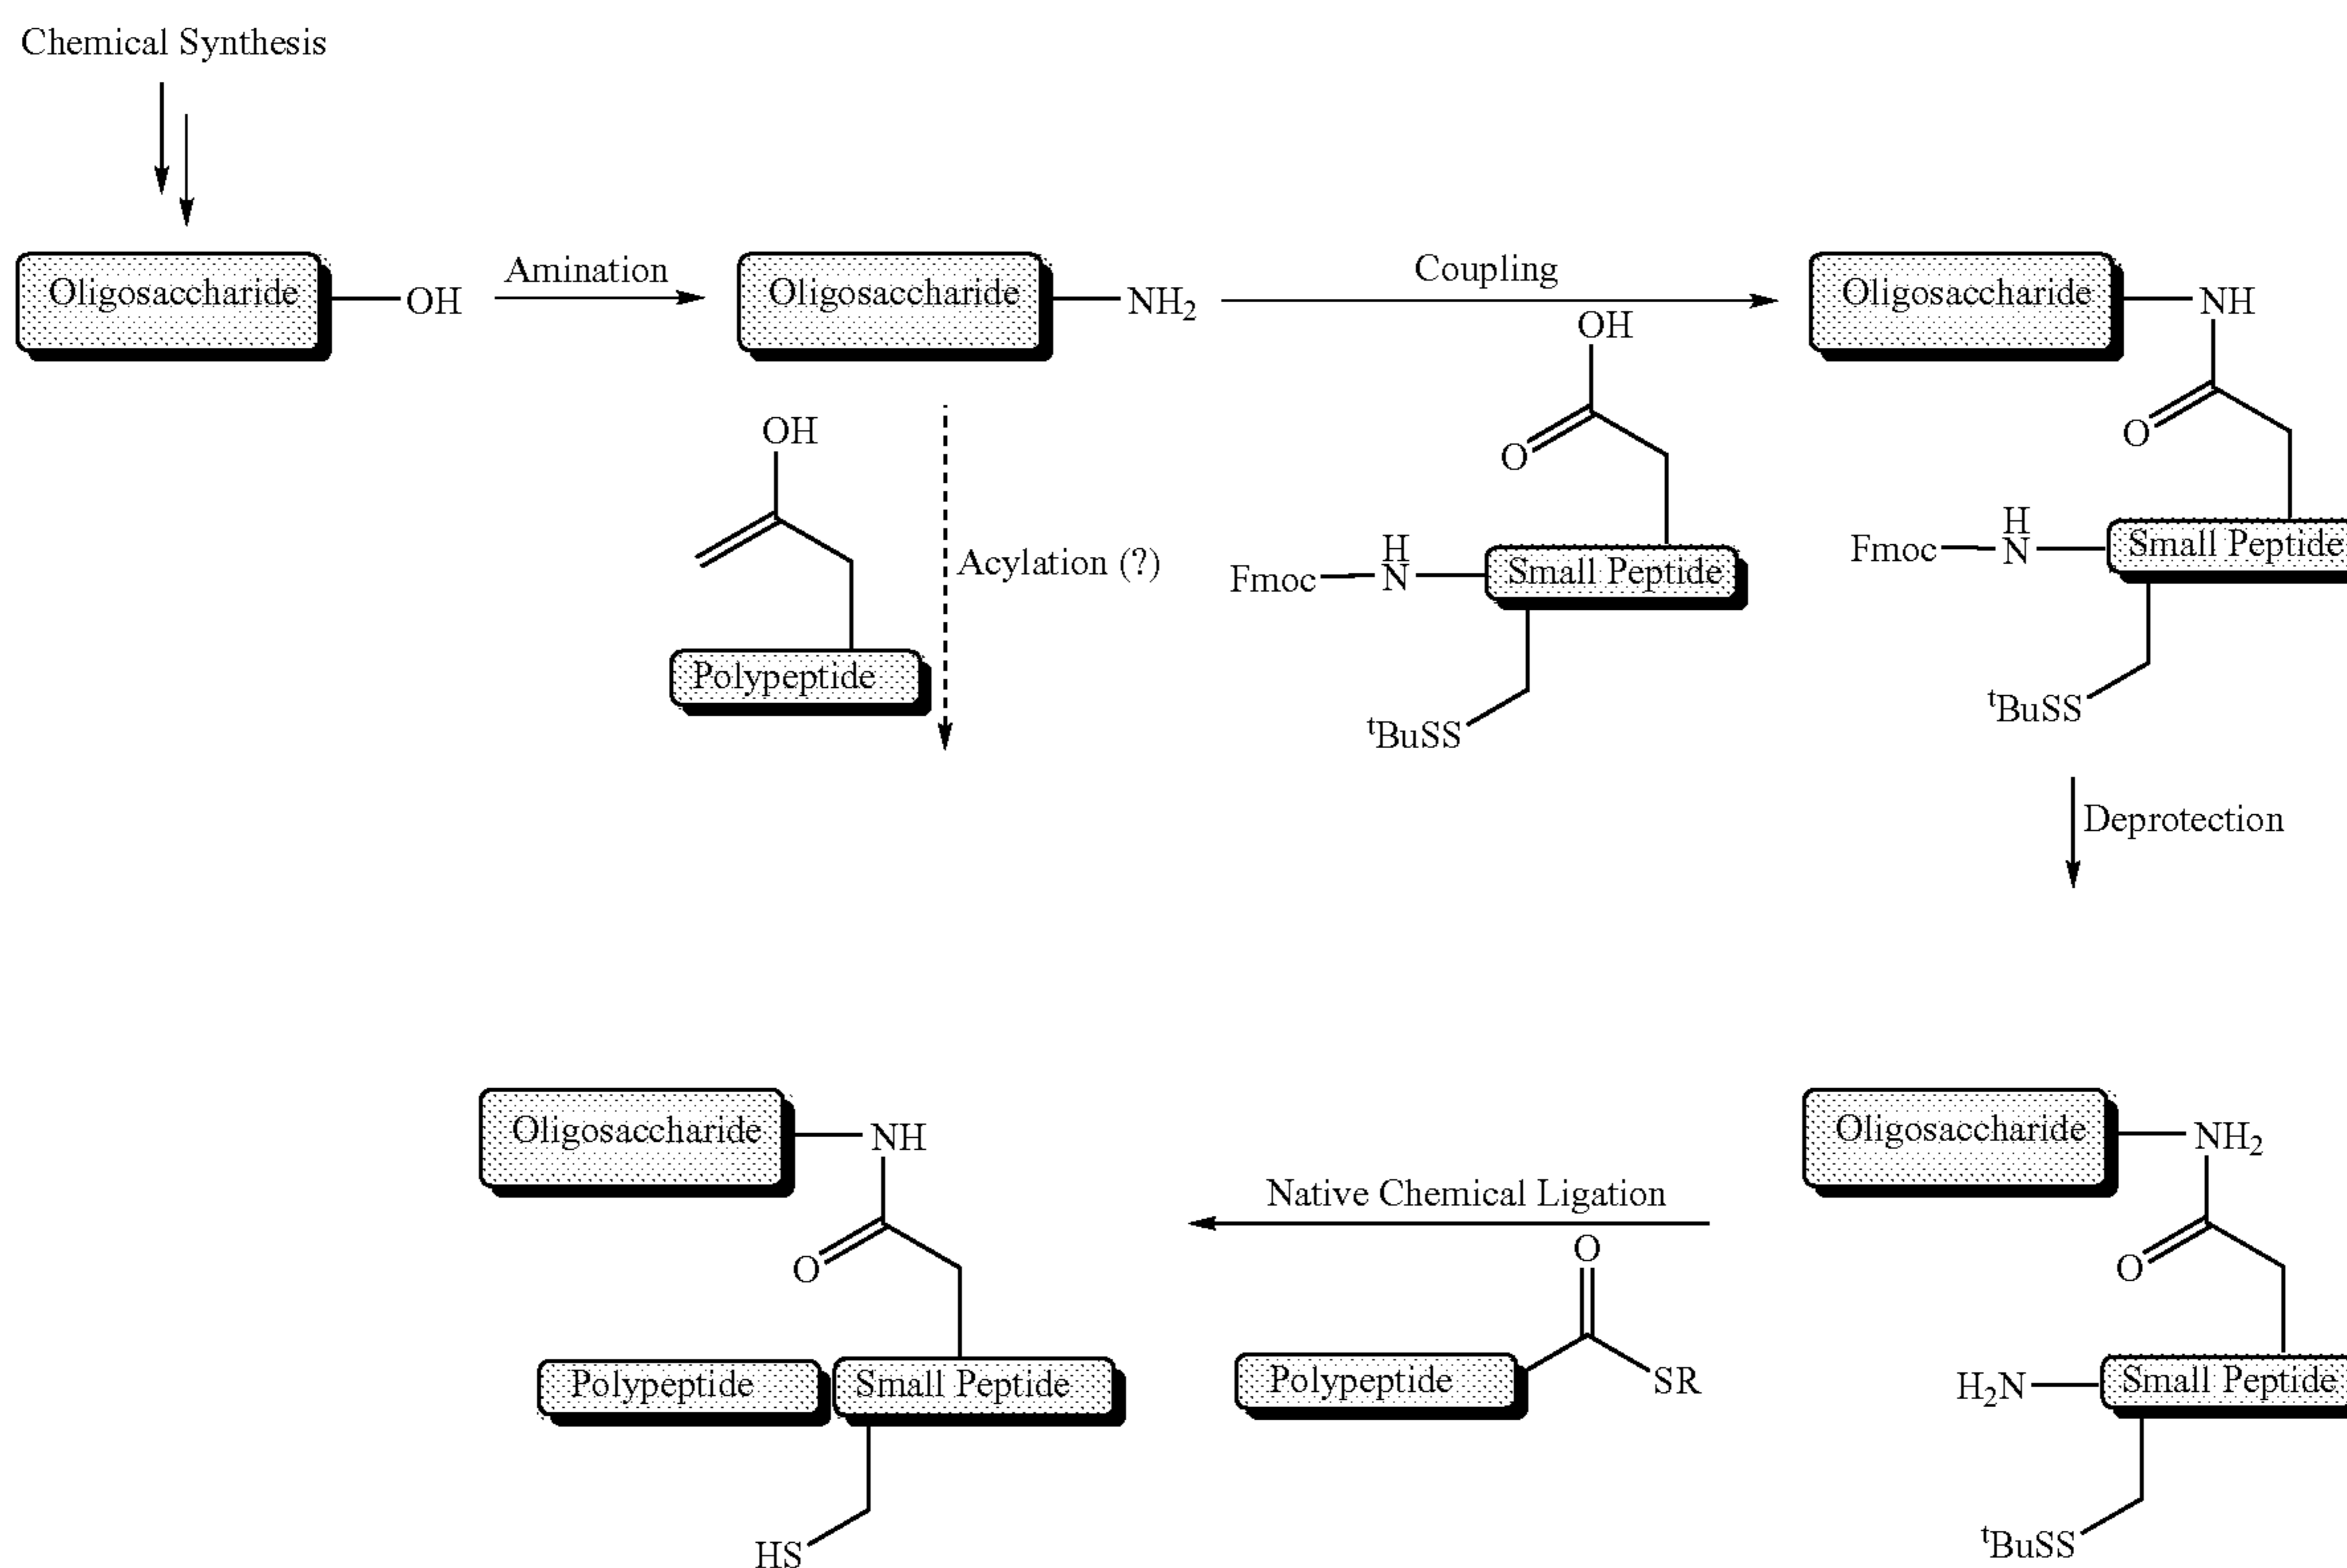 Chemical Synthesis
Oligosaccharide
OH
Amination
Oligosaccharide
NH2
Coupling
Oligosaccharide
NH
O
OH
Acylation (?)
Polypeptide
OH
O
Fmoc
H
N
Small Peptide
tBuSS
Fmoc
H
N
Small Peptide
tBuSS
Deprotection
Oligosaccharide
NH
O
Polypeptide
Small Peptide
HS
Native Chemical Ligation
O
Polypeptide
SR
Oligosaccharide
NH2
O
H2N
Small Peptide
tBuSS